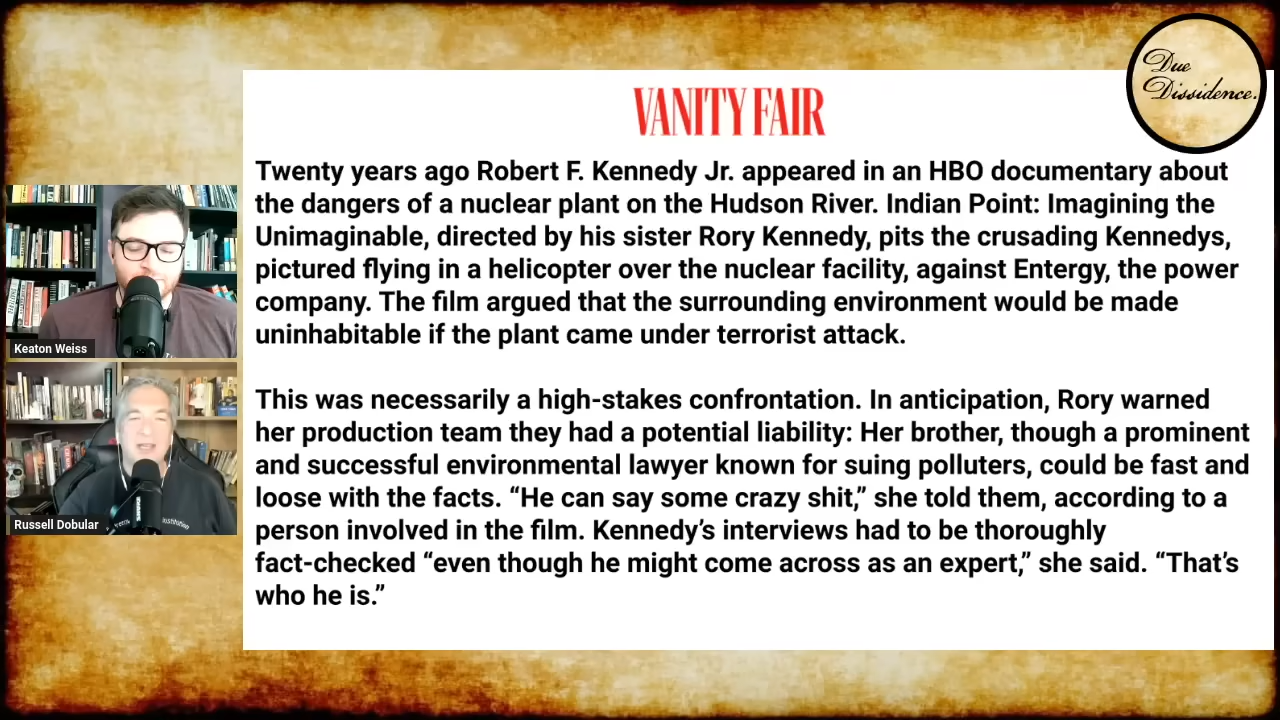 Due
Dissidence.
VANITY FAIR
Twenty years ago Robert F. Kennedy Jr. appeared in an HBO documentary about
the dangers of a nuclear plant on the Hudson River. Indian Point: Imagining the
Unimaginable, directed by his sister Rory Kennedy, pits the crusading Kennedys,
pictured flying in a helicopter over the nuclear facility, against Entergy, the power
company. The film argued that the surrounding environment would be made
uninhabitable if the plant came under terrorist attack.
This was necessarily a high-stakes confrontation. In anticipation, Rory warned
her production team they had a potential liability: Her brother, though a prominent
and successful environmental lawyer known for suing polluters, could be fast and
loose with the facts. “He can say some crazy shit,” she told them, according to a
person involved in the film. Kennedy’s interviews had to be thoroughly
fact-checked “even though he might come across as an expert,” she said. “That’s
who he is.”
Keaton Weiss
Russell Dobular